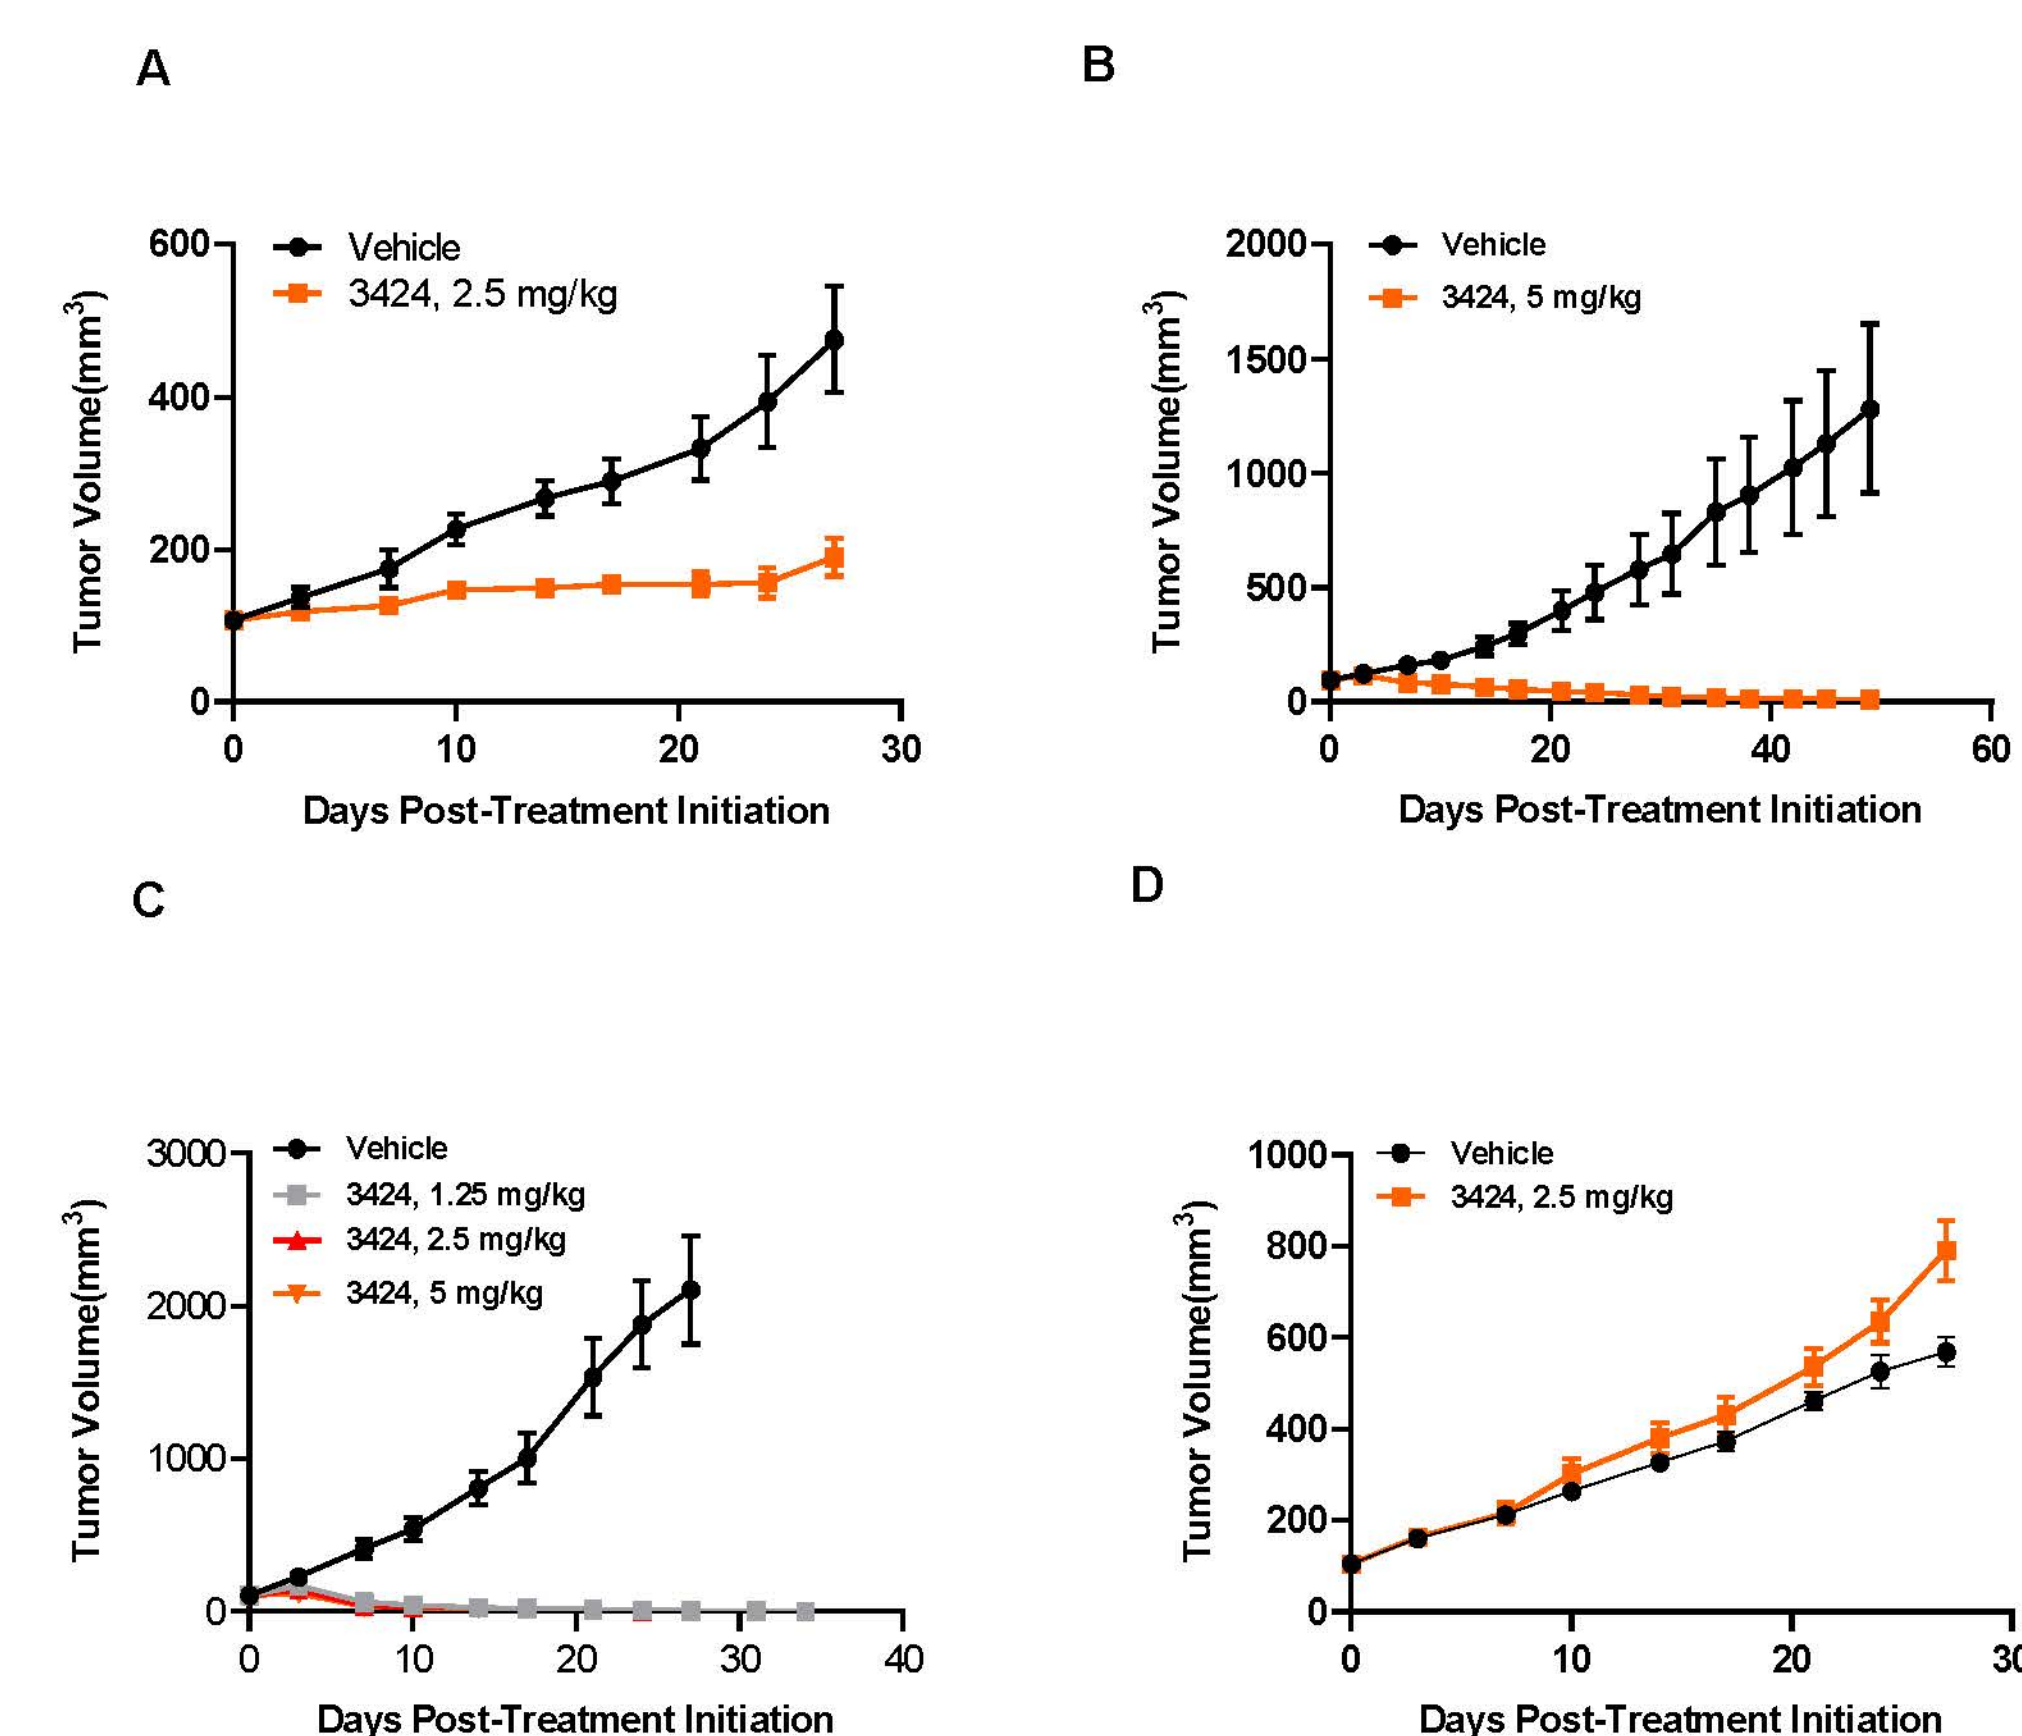 A
Tumor Volume(mm³)
600
400
200
0
Vehicle
3424, 2.5 mg/kg
0 10 20 30
Days Post-Treatment Initiation
B
Tumor Volume(mm³)
2000
1500
1000
500
0
Vehicle
3424, 5 mg/kg
0 20 40 60
Days Post-Treatment Initiation
C
Tumor Volume(mm³)
3000
2000
1000
0
Vehicle
3424, 1.25 mg/kg
3424, 2.5 mg/kg
3424, 5 mg/kg
0 10 20 30 40
Days Post-Treatment Initiation
D
Tumor Volume(mm³)
1000
800
600
400
200
0
Vehicle
3424, 2.5 mg/kg
0 10 20 30
Days Post-Treatment Initiation